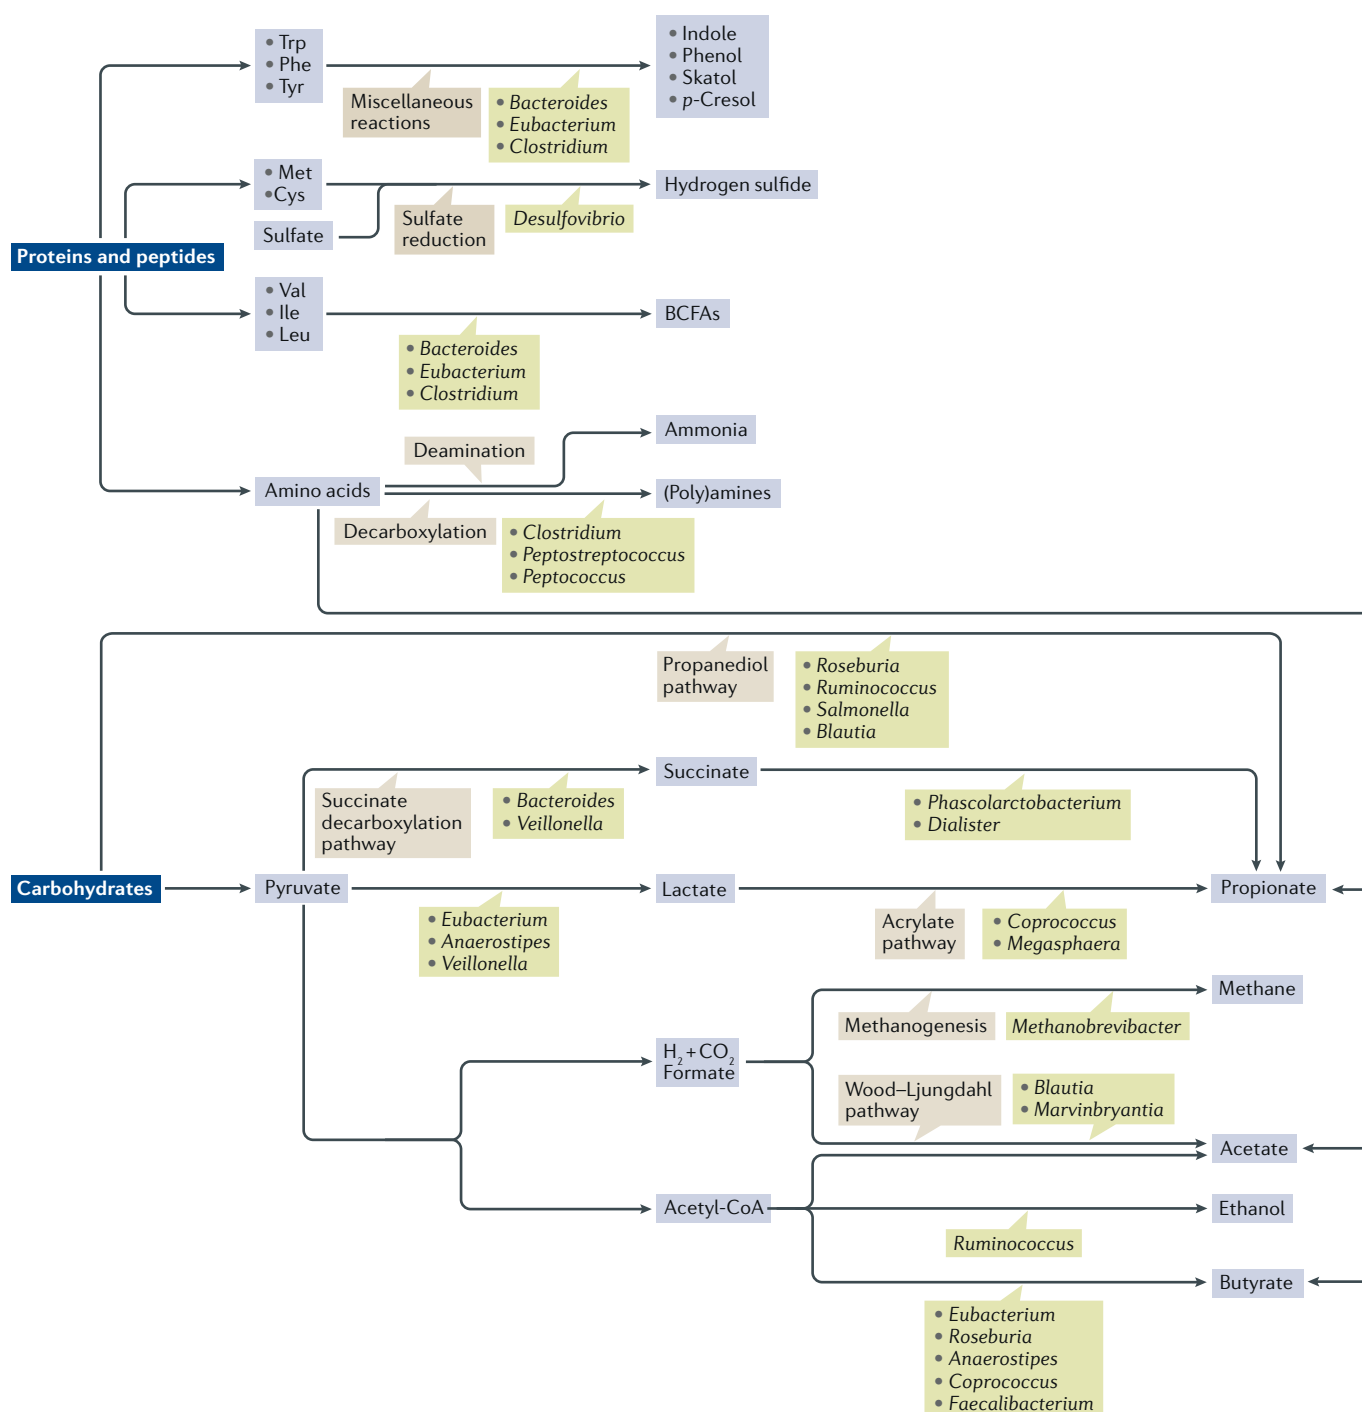 • Trp
• Phe
• Tyr
• Indole
• Phenol
• Skatol
• p-Cresol
Miscellaneous
reactions
• Bacteroides
• Eubacterium
• Clostridium
• Met
•Cys
Sulfate
Hydrogen sulfide
Sulfate
reduction
Desulfovibrio
Proteins and peptides
• Val
• Ile
• Leu
BCFAs
• Bacteroides
• Eubacterium
• Clostridium
Ammonia
Deamination
Amino acids
(Poly)amines
Decarboxylation
• Clostridium
• Peptostreptococcus
• Peptococcus
Propanediol
pathway
• Roseburia
• Ruminococcus
• Salmonella
• Blautia
Succinate
Succinate
decarboxylation
pathway
• Bacteroides
• Veillonella
• Phascolarctobacterium
• Dialister
Carbohydrates
Pyruvate
Lactate
Propionate
• Eubacterium
• Anaerostipes
• Veillonella
Acrylate
pathway
• Coprococcus
• Megasphaera
Methane
Methanogenesis
Methanobrevibacter
H₂ + CO₂
Formate
Wood–Ljungdahl
pathway
• Blautia
• Marvinbryantia
Acetate
Acetyl-CoA
Ethanol
Ruminococcus
Butyrate
• Eubacterium
• Roseburia
• Anaerostipes
• Coprococcus
• Faecalibacterium